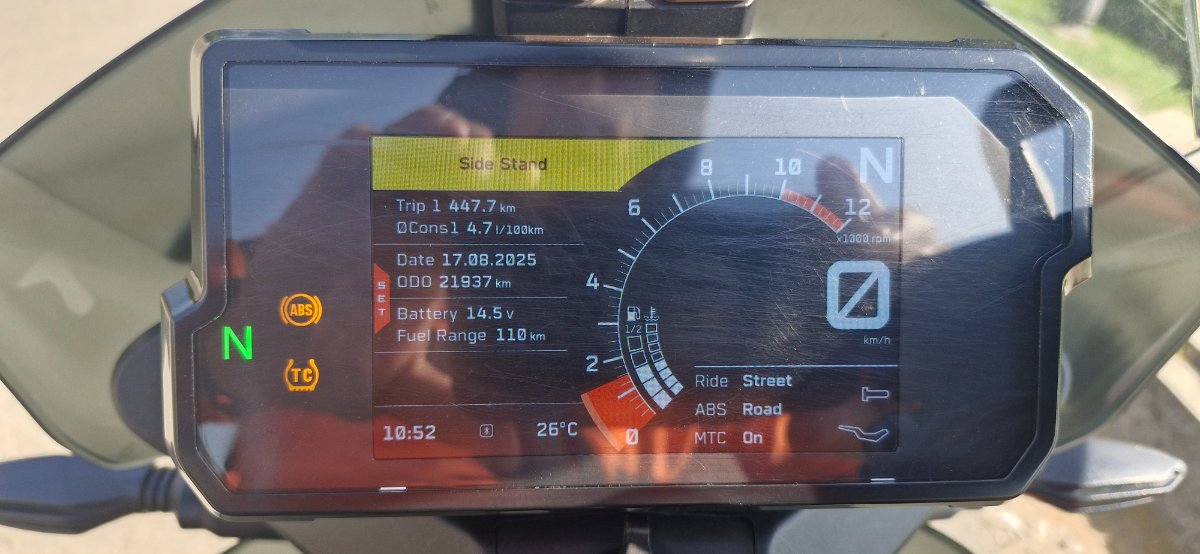 Side Stand
Trip 1 447.7 km
ØCons1 4.7 l/100km
Date 17.08.2025
ODO 21937 km
Battery 14.5 V
Fuel Range 110 km
SET
10:52
26°C
N
ABS
TC
0
2
4
6
8
10
12
x1000 rpm
1/2
N
0
km/h
Ride Street
ABS Road
MTC On